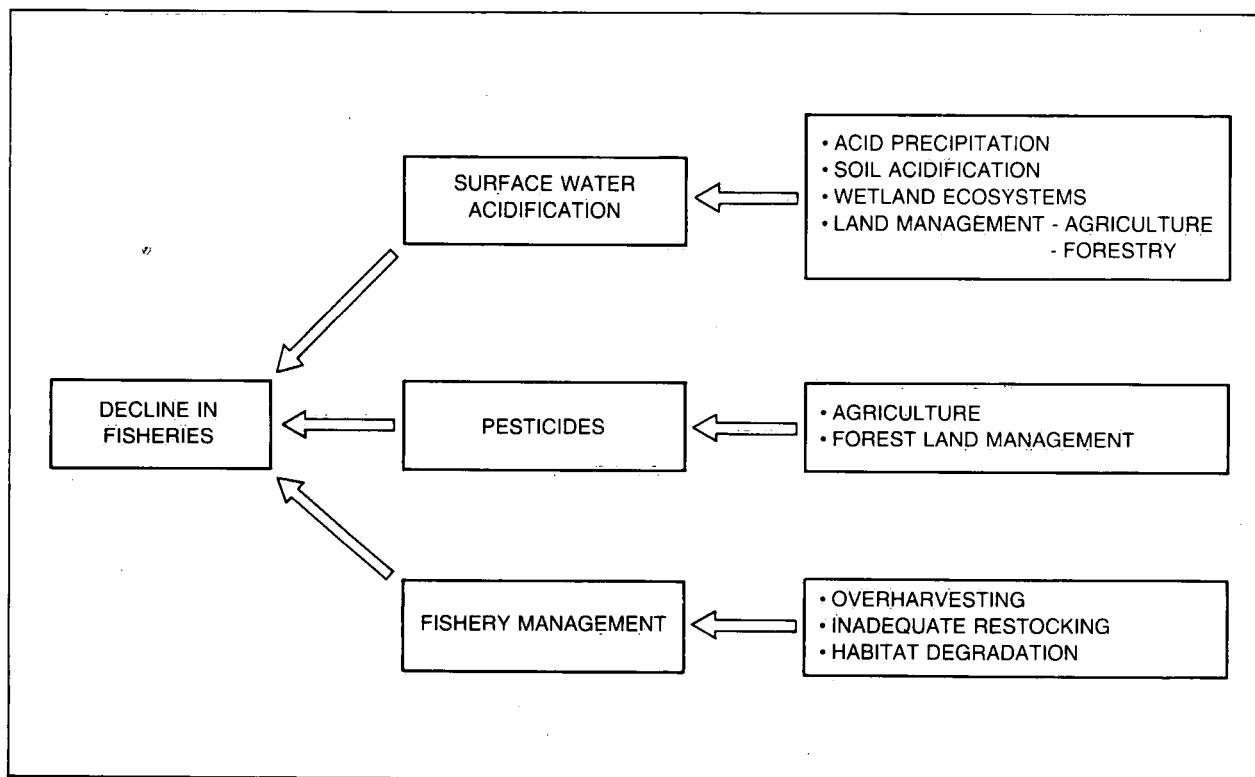 • ACID PRECIPITATION
• SOIL ACIDIFICATION
• WETLAND ECOSYSTEMS
• LAND MANAGEMENT - AGRICULTURE
- FORESTRY
SURFACE WATER
ACIDIFICATION
DECLINE IN
FISHERIES
PESTICIDES
• AGRICULTURE
• FOREST LAND MANAGEMENT
FISHERY MANAGEMENT
• OVERHARVESTING
• INADEQUATE RESTOCKING
• HABITAT DEGRADATION